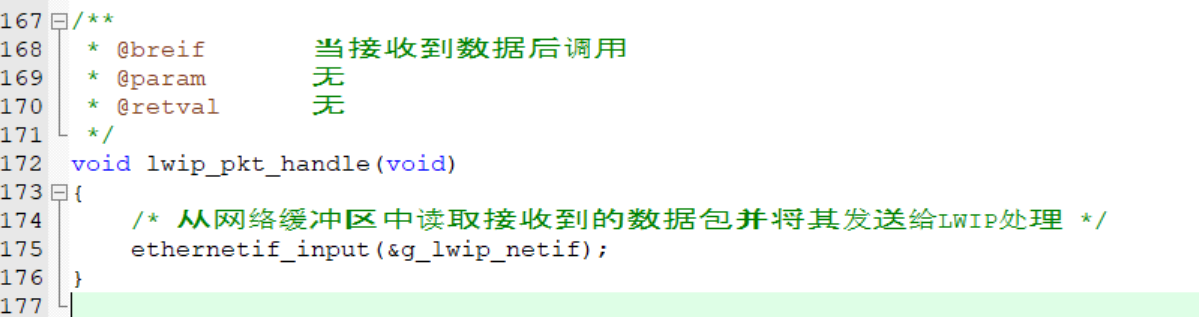 167 /**
168  * @breif         当接收到数据后调用
169  * @param         无
170  * @retval        无
171  */
172 void lwip_pkt_handle(void)
173 {
174     /* 从网络缓冲区中读取接收到的数据包并将其发送给LWIP处理 */
175     ethernetif_input(&g_lwip_netif);
176 }
177